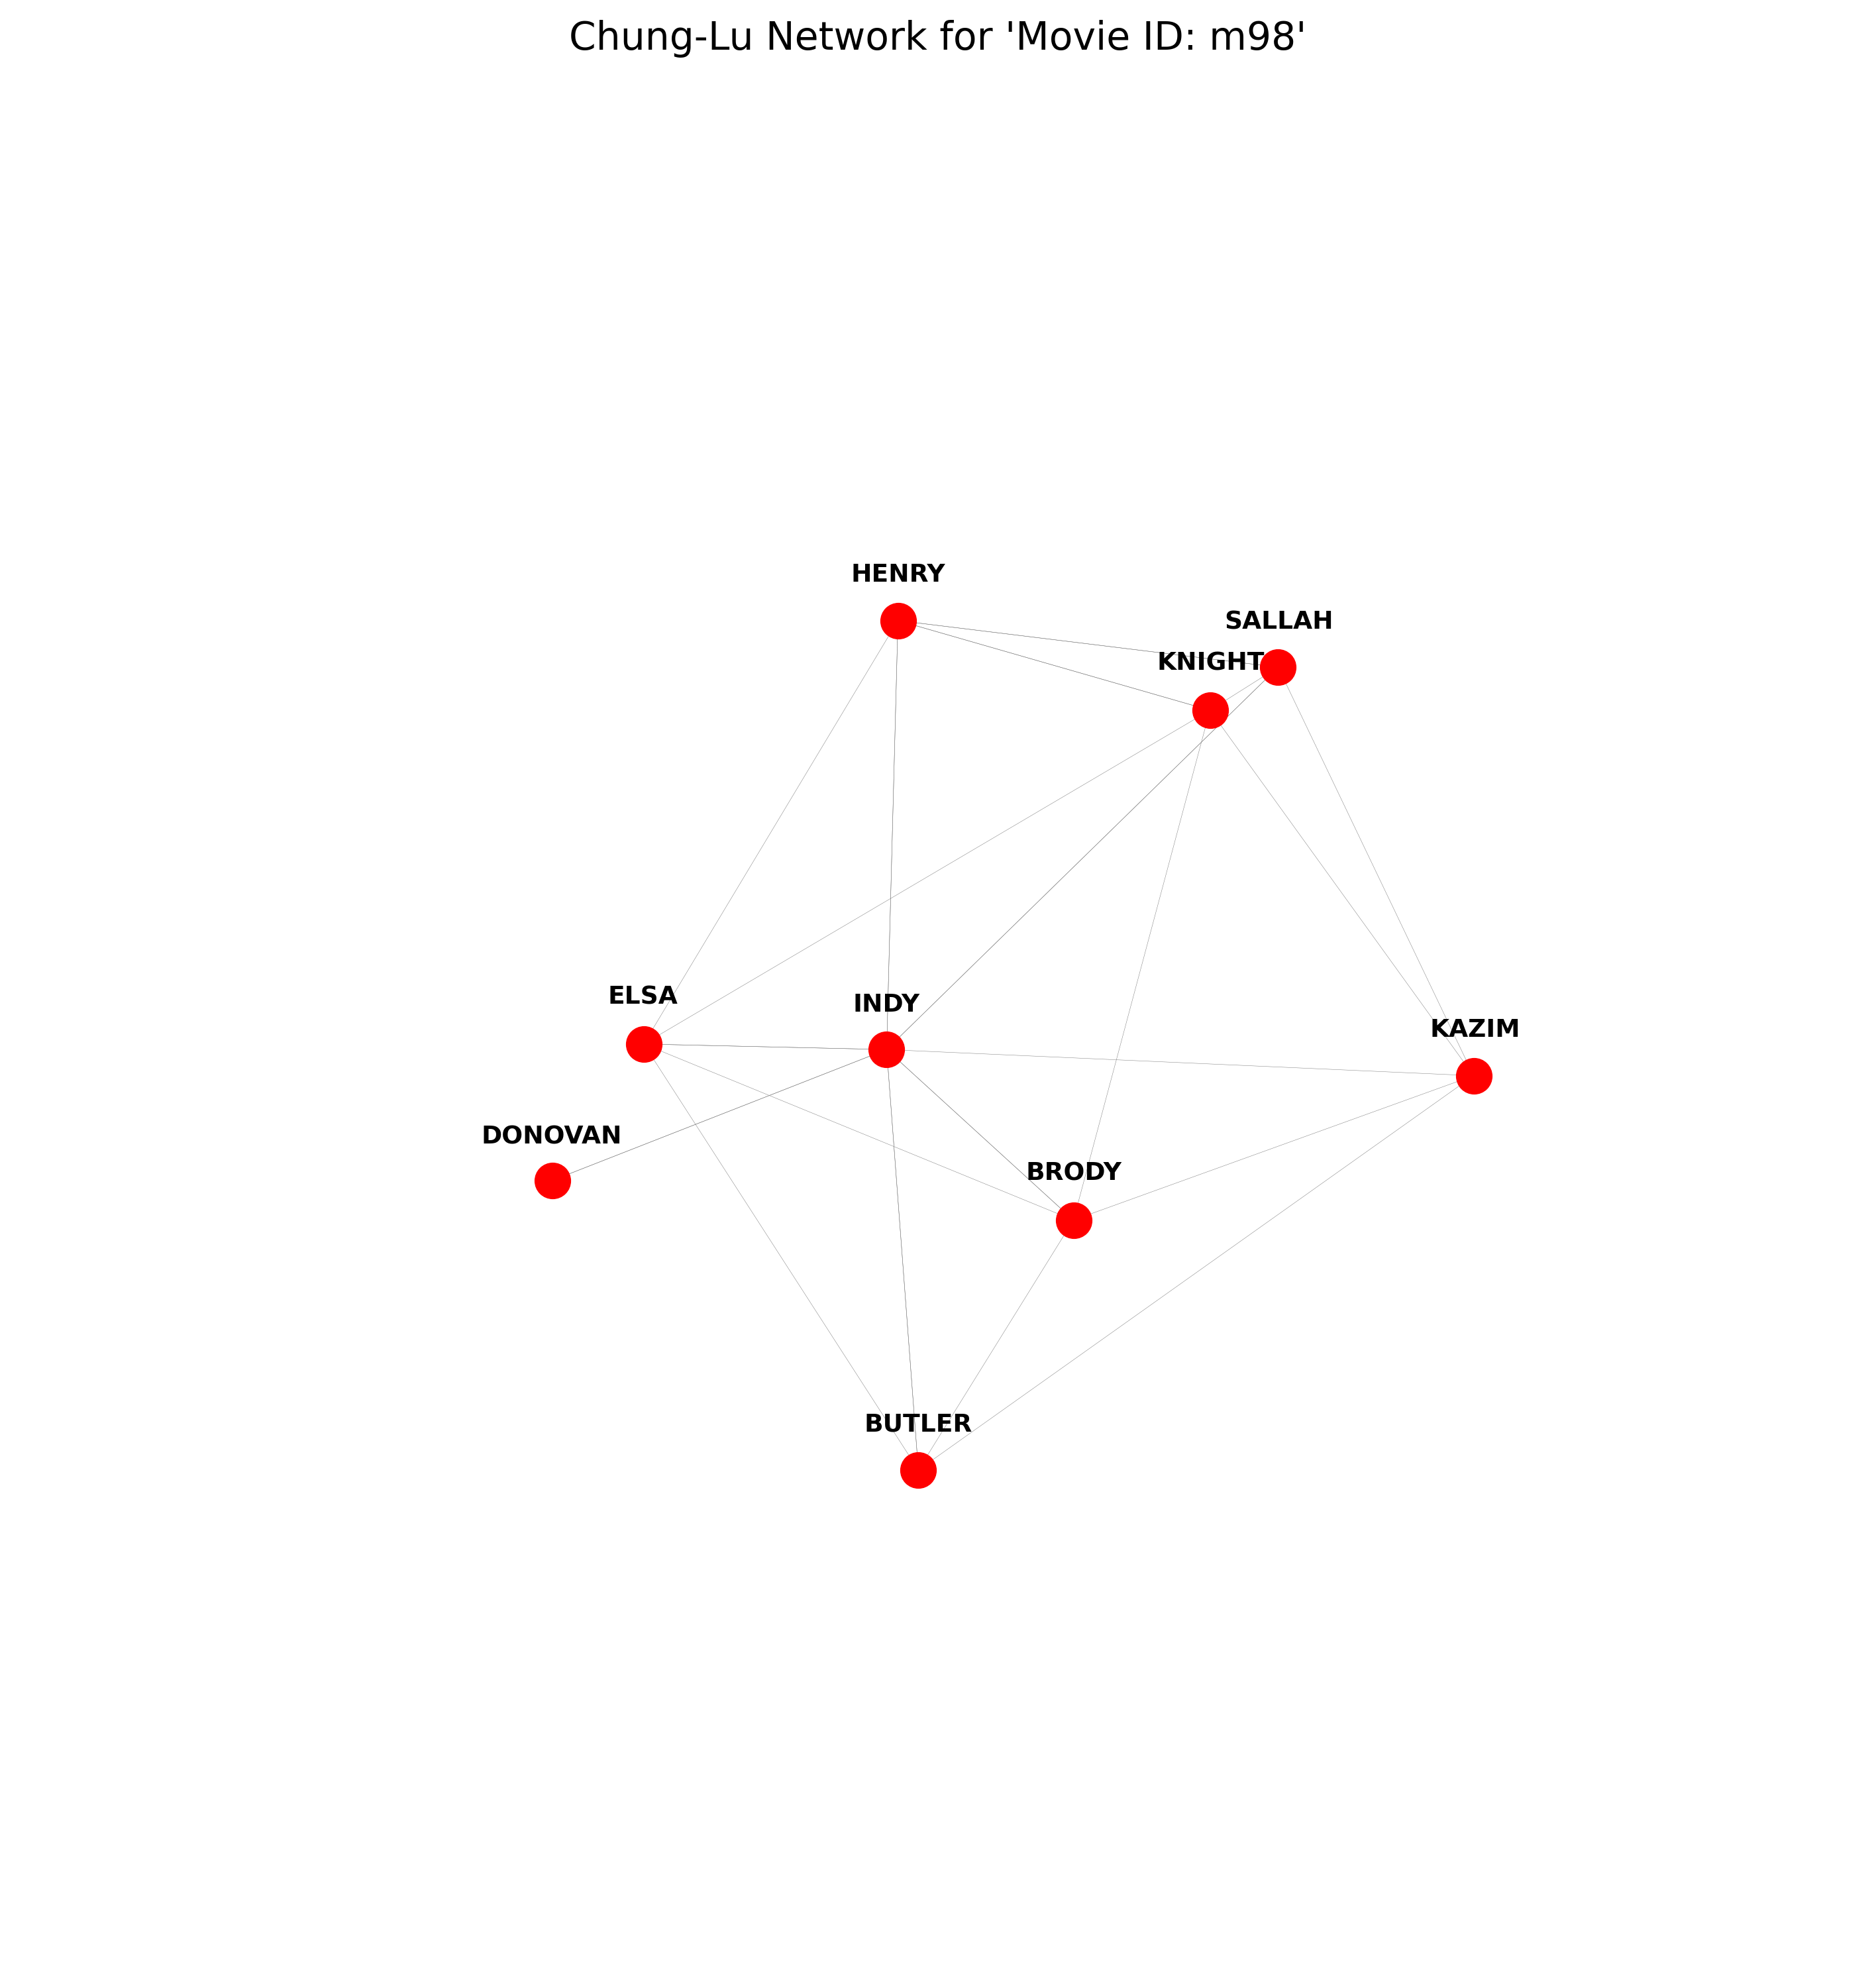 Chung-Lu Network for 'Movie ID: m98'
HENRY
SALLAH
KNIGHT
ELSA
INDY
KAZIM
DONOVAN
BRODY
BUTLER